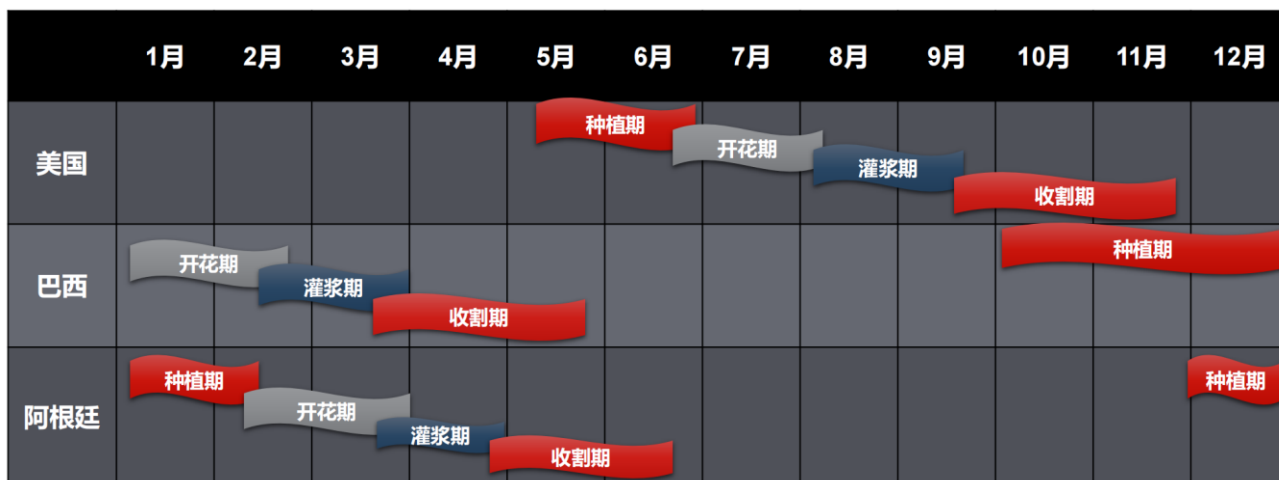 1月 2月 3月 4月 5月 6月 7月 8月 9月 10月 11月 12月
美国 种植期 开花期 灌浆期 收割期
巴西 开花期 灌浆期 收割期 种植期
阿根廷 种植期 开花期 灌浆期 收割期 种植期